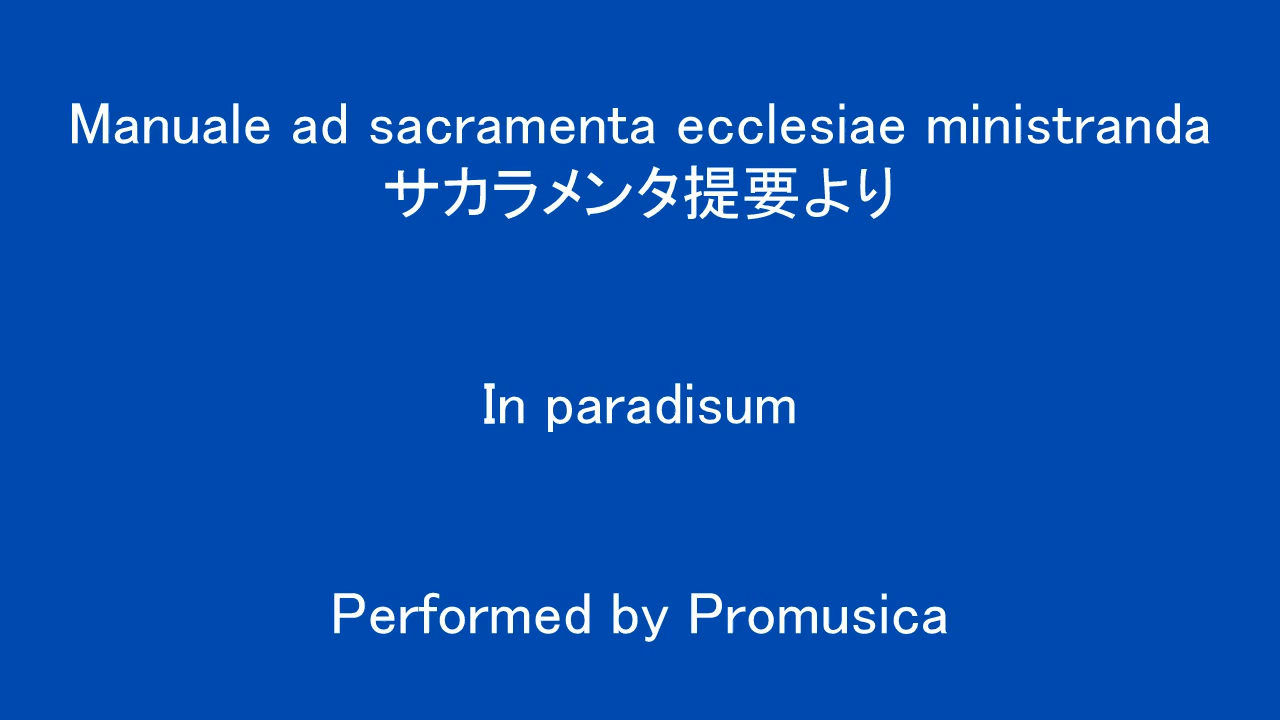 Manuale ad sacramenta ecclesiae ministranda
サカラメンタ提要より
In paradisum
Performed by Promusica